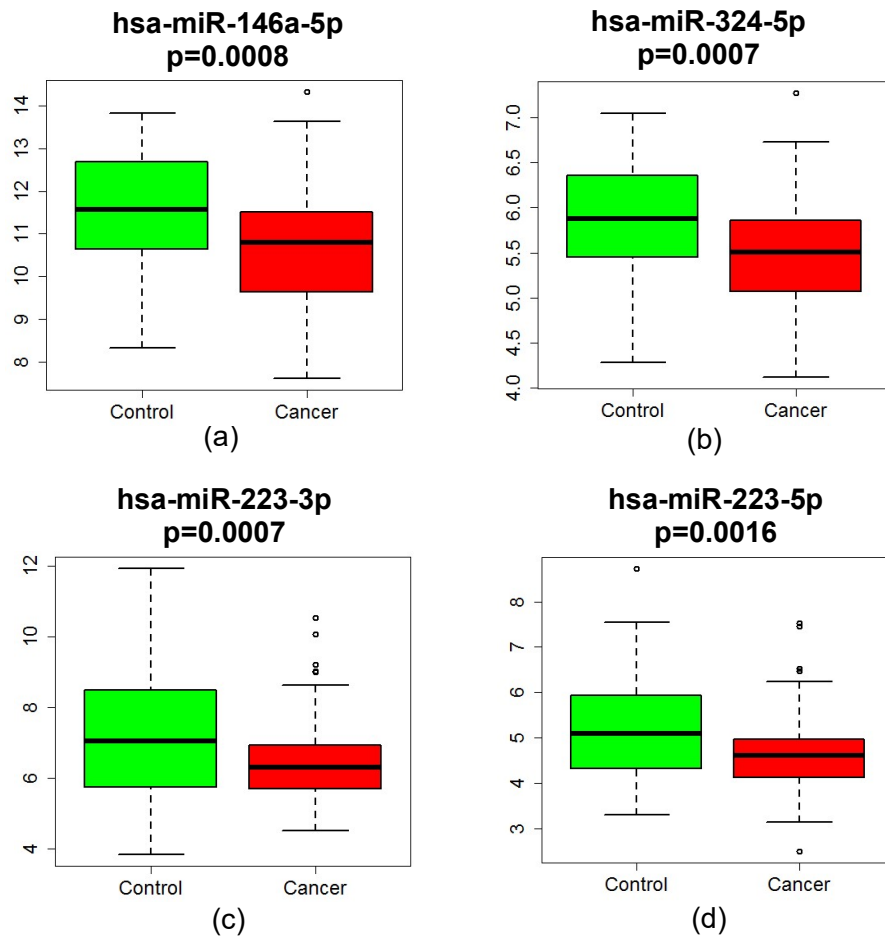 hsa-miR-146a-5p
p=0.0008
14
13
12
11
10
9
8
Control
Cancer
(a)
hsa-miR-324-5p
p=0.0007
7.0
6.5
6.0
5.5
5.0
4.5
4.0
Control
Cancer
(b)
hsa-miR-223-3p
p=0.0007
12
10
8
6
4
Control
Cancer
(c)
hsa-miR-223-5p
p=0.0016
8
7
6
5
4
3
Control
Cancer
(d)